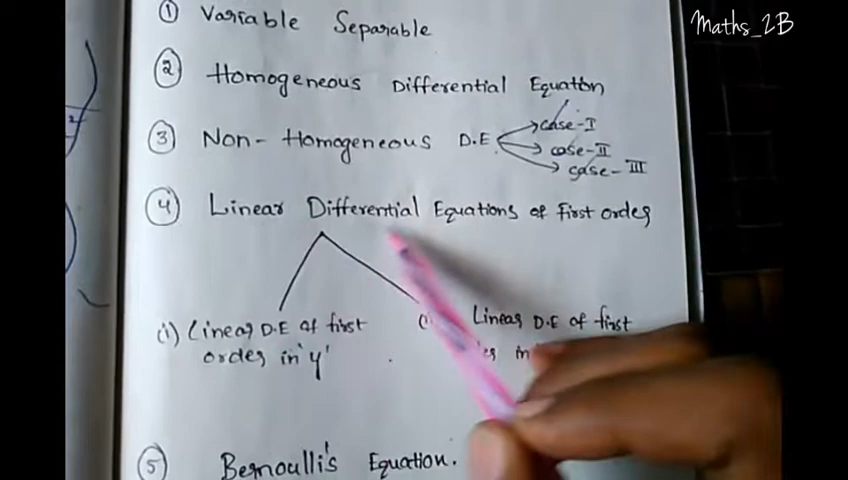 Maths_2B
① Variable Separable
② Homogeneous Differential Equation
③ Non-Homogeneous D.E
case-I
case-II
case-III
④ Linear Differential Equations of First order
(i) Linear D.E of first
order in 'y'
Linear D.E of first
in
⑤ Bernoulli's Equation.